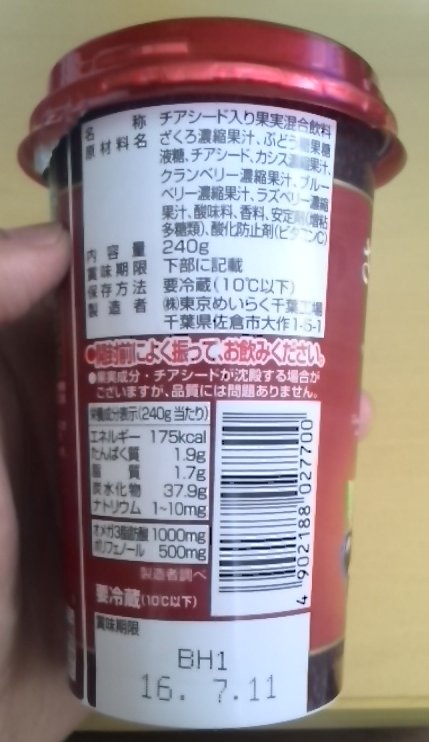 名称 チアシード入り果実混合飲料
原材料名 ざくろ濃縮果汁、ぶどう糖果糖
液糖、チアシード、カシス濃縮果汁、
クランベリー濃縮果汁、ブルー
ベリー濃縮果汁、ラズベリー濃縮
果汁、酸味料、香料、安定剤(増粘
多糖類)、酸化防止剤(ビタミンC)
内容量 240g
賞味期限 下部に記載
保存方法 要冷蔵(10℃以下)
製造者 ㈱東京めいらく千葉工場
千葉県佐倉市大作1-5-1
●開封前によく振って、お飲みください。
●果実成分・チアシードが沈殿する場合が
ございますが、品質には問題ありません。
栄養成分表示(240g当たり)
エネルギー 175kcal
たんぱく質 1.9g
脂質 1.7g
炭水化物 37.9g
ナトリウム 1~10mg
オメガ3脂肪酸 1000mg
ポリフェノール 500mg
製造者調べ
要冷蔵(10℃以下)
4 902188 027700
賞味期限
BH1
16. 7.11